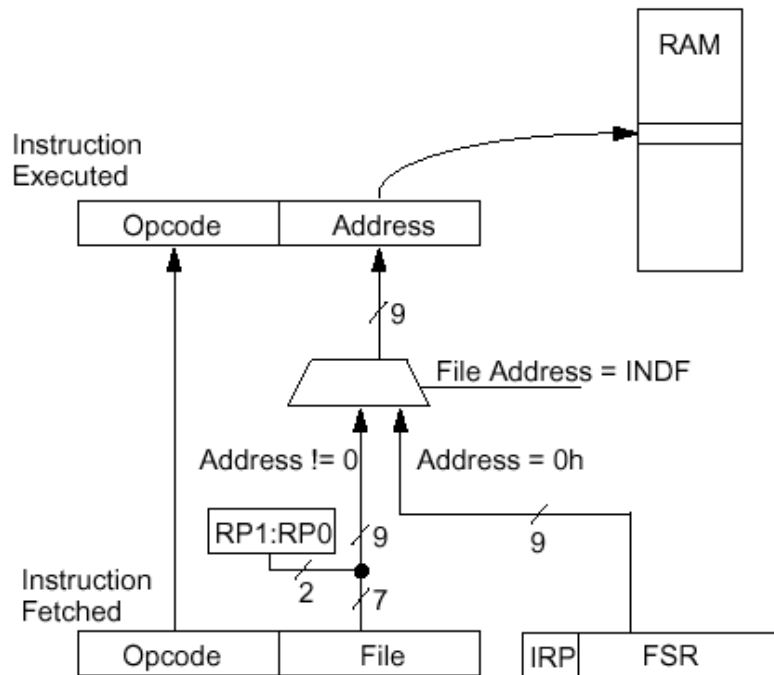 RAM
Instruction
Executed
Opcode
Address
9
File Address = INDF
Address != 0
Address = 0h
RP1:RP0
9
9
2
7
Instruction
Fetched
Opcode
File
IRP
FSR